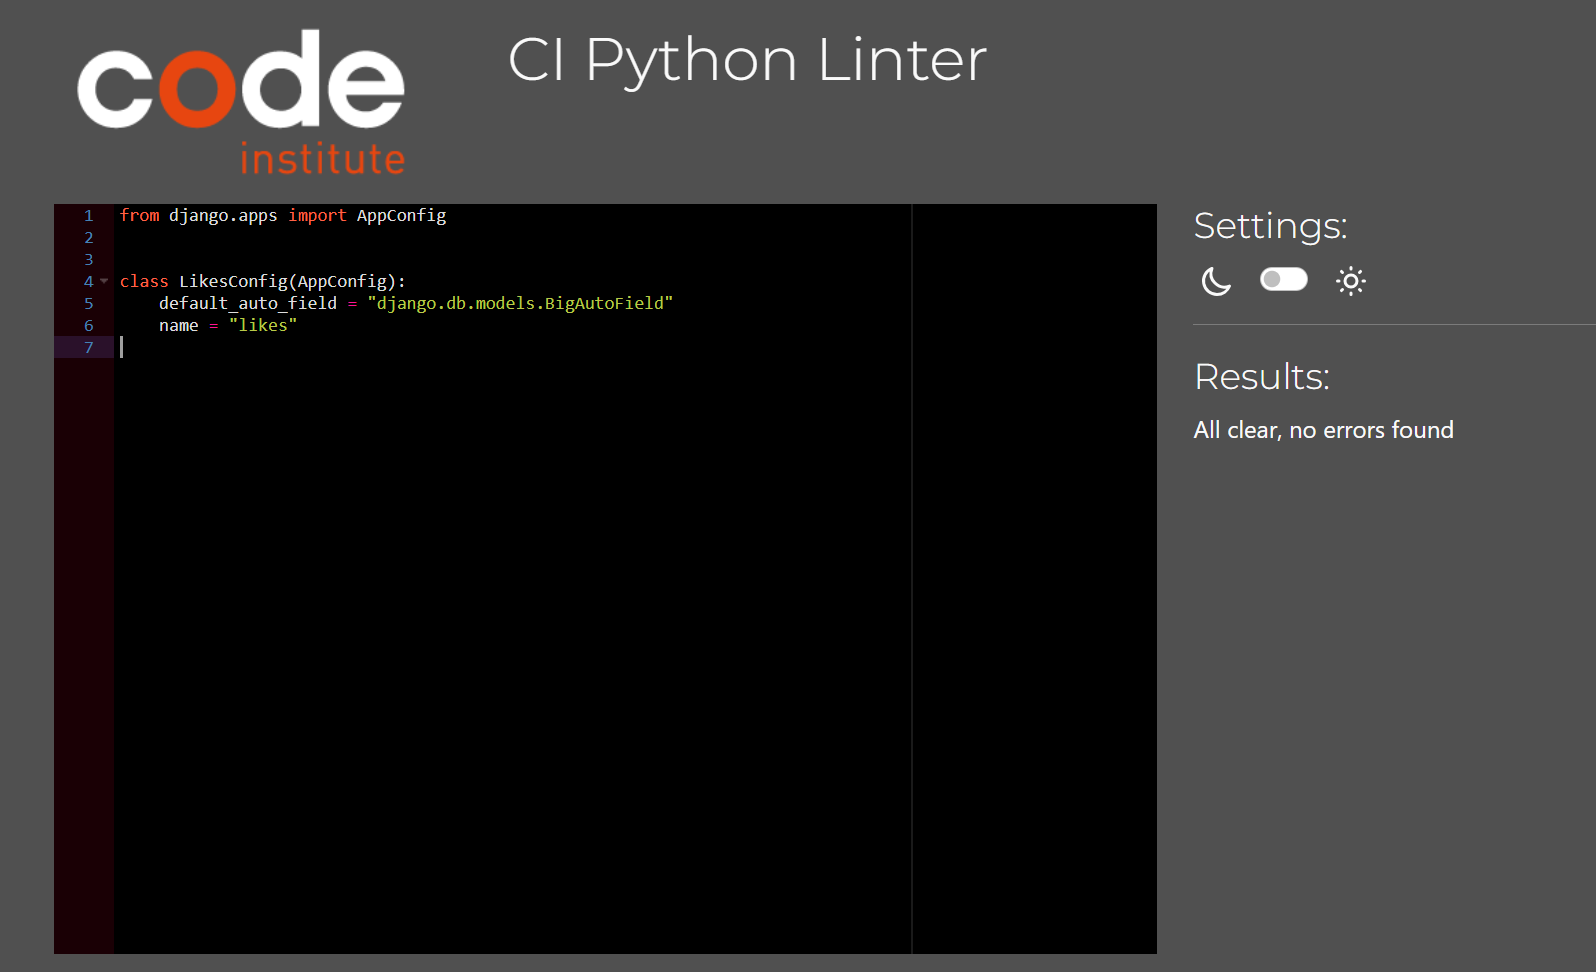 code
institute
CI Python Linter
1 from django.apps import AppConfig
2
3
4 class LikesConfig(AppConfig):
5     default_auto_field = "django.db.models.BigAutoField"
6     name = "likes"
7
Settings:
Results:
All clear, no errors found